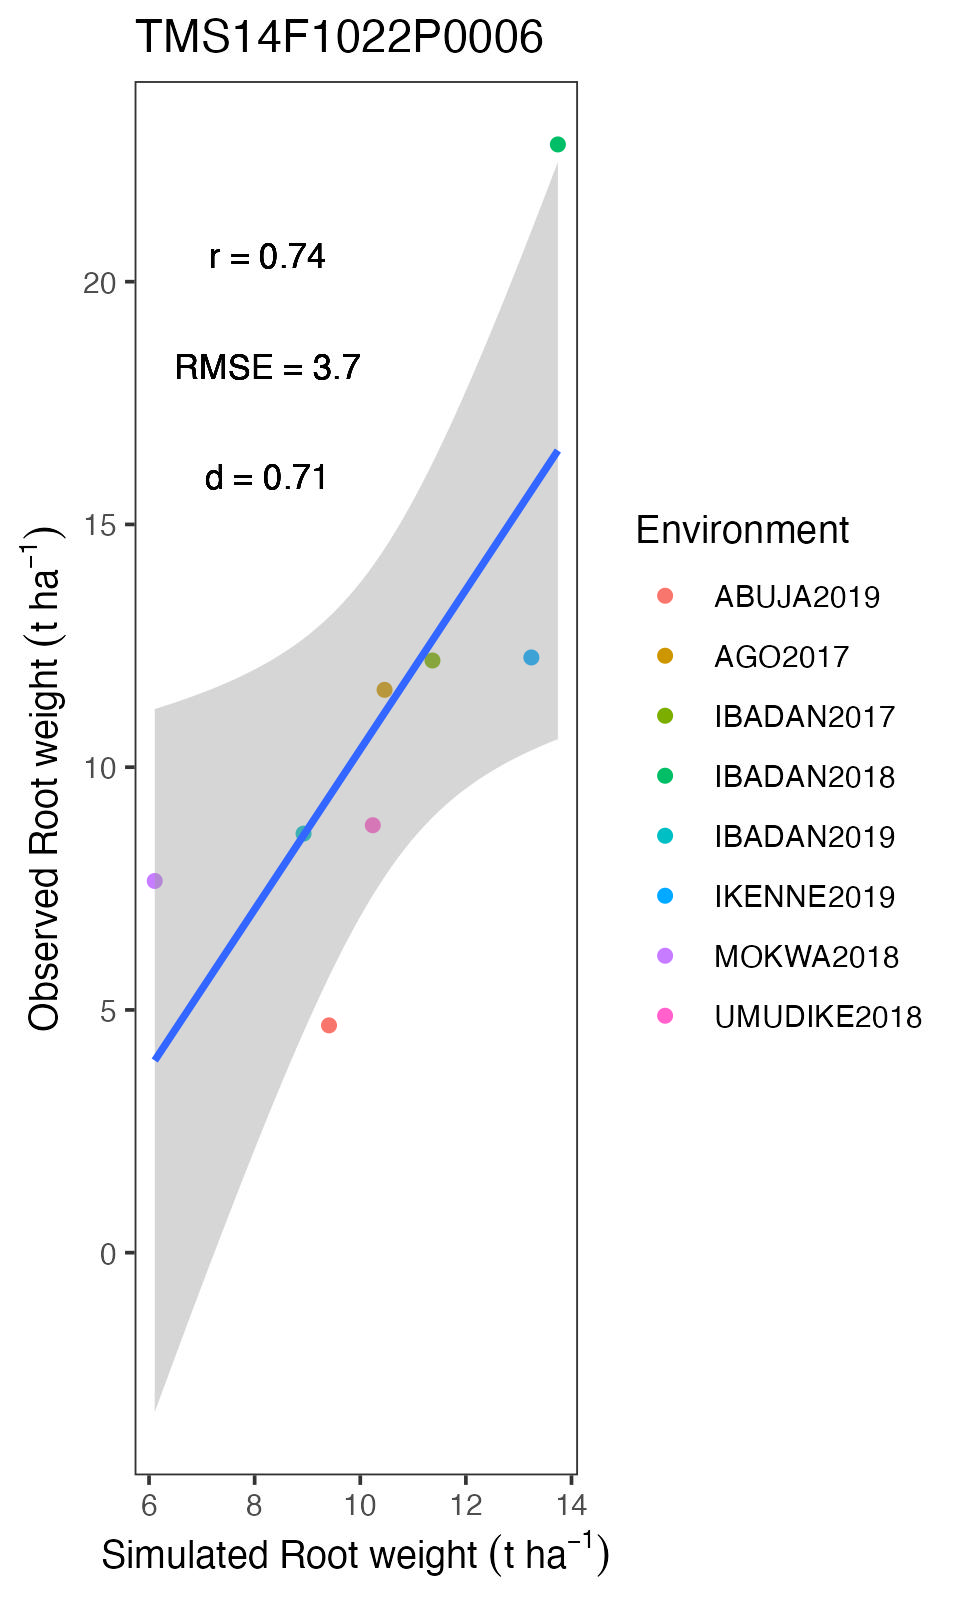 TMS14F1022P0006
r = 0.74
RMSE = 3.7
d = 0.71
20
15
10
5
0
Observed Root weight (t ha⁻¹)
6 8 10 12 14
Simulated Root weight (t ha⁻¹)
Environment
ABUJA2019
AGO2017
IBADAN2017
IBADAN2018
IBADAN2019
IKENNE2019
MOKWA2018
UMUDIKE2018